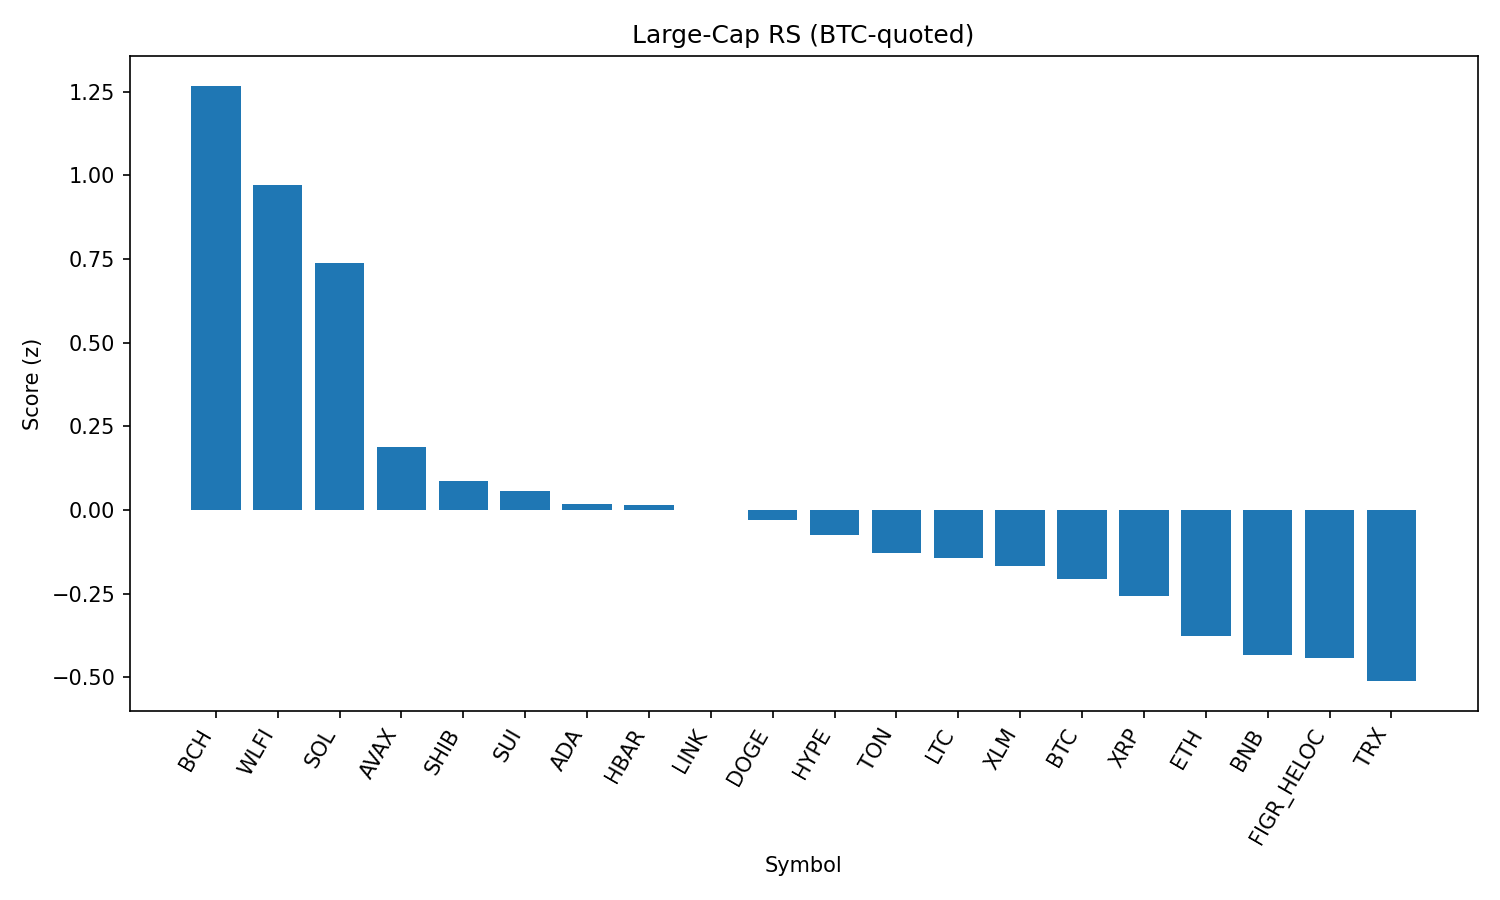 Large-Cap RS (BTC-quoted)
Score (z)
1.25
1.00
0.75
0.50
0.25
0.00
−0.25
−0.50
BCH
WLFI
SOL
AVAX
SHIB
SUI
ADA
HBAR
LINK
DOGE
HYPE
TON
LTC
XLM
BTC
XRP
ETH
BNB
FIGR_HELOC
TRX
Symbol